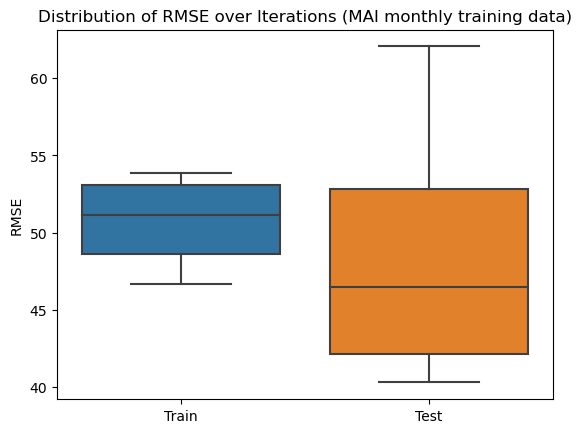 Distribution of RMSE over Iterations (MAI monthly training data)
60
55
50
45
40
RMSE
Train
Test